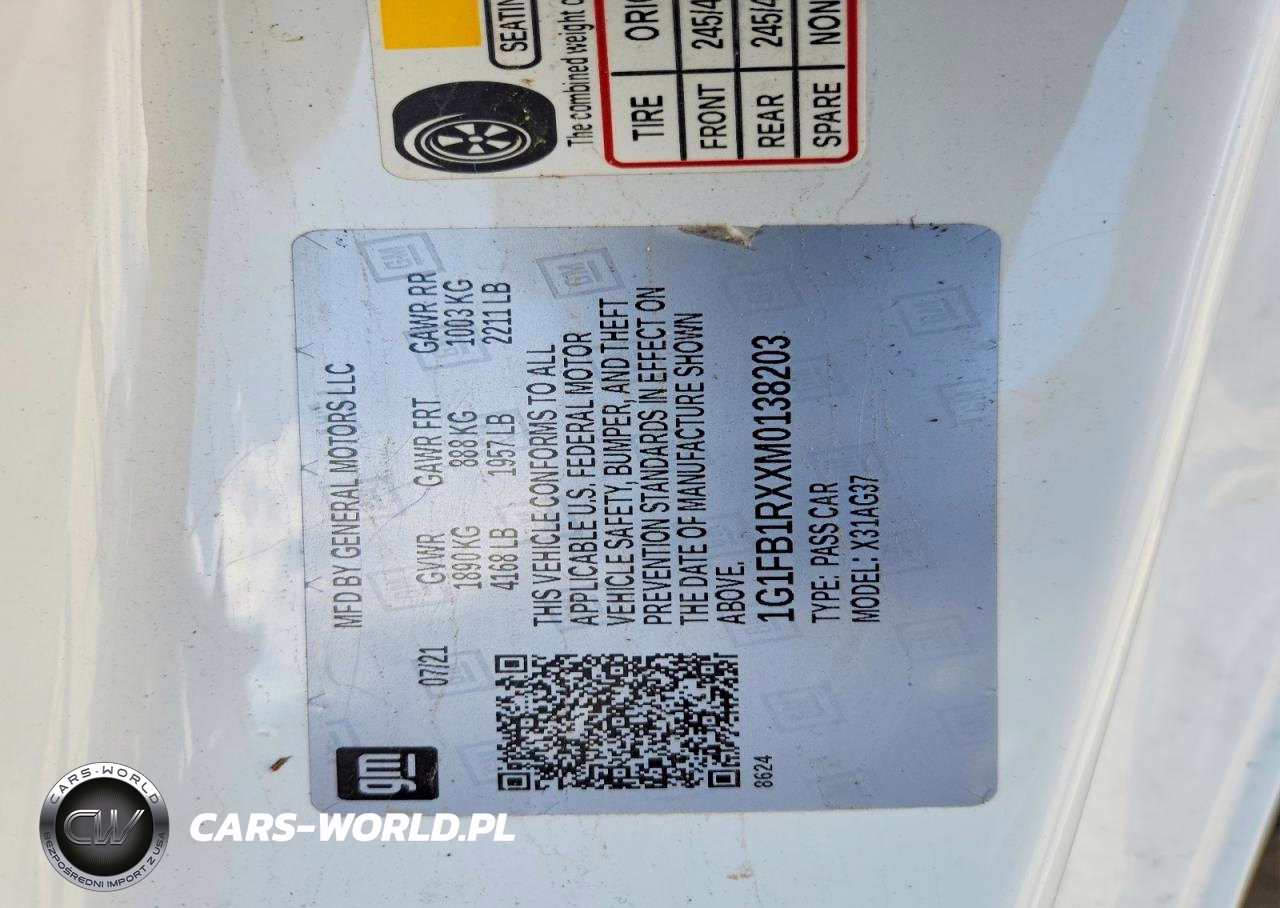 SEATIN
The combined weight o
TIRE ORIG
FRONT 245/4
REAR 245/4
SPARE NON
MFD BY GENERAL MOTORS LLC
07/21 GVWR GAWR FRT GAWR RR
1890 KG 888 KG 1003 KG
4168 LB 1957 LB 2211 LB
THIS VEHICLE CONFORMS TO ALL
APPLICABLE U.S. FEDERAL MOTOR
VEHICLE SAFETY, BUMPER, AND THEFT
PREVENTION STANDARDS IN EFFECT ON
THE DATE OF MANUFACTURE SHOWN
ABOVE.
1G1FB1RXXM0138203
TYPE: PASS CAR
MODEL: X31AG37
gm
8624
CARS-WORLD
CW
BEZPOŚREDNI IMPORT Z USA
CARS-WORLD.PL